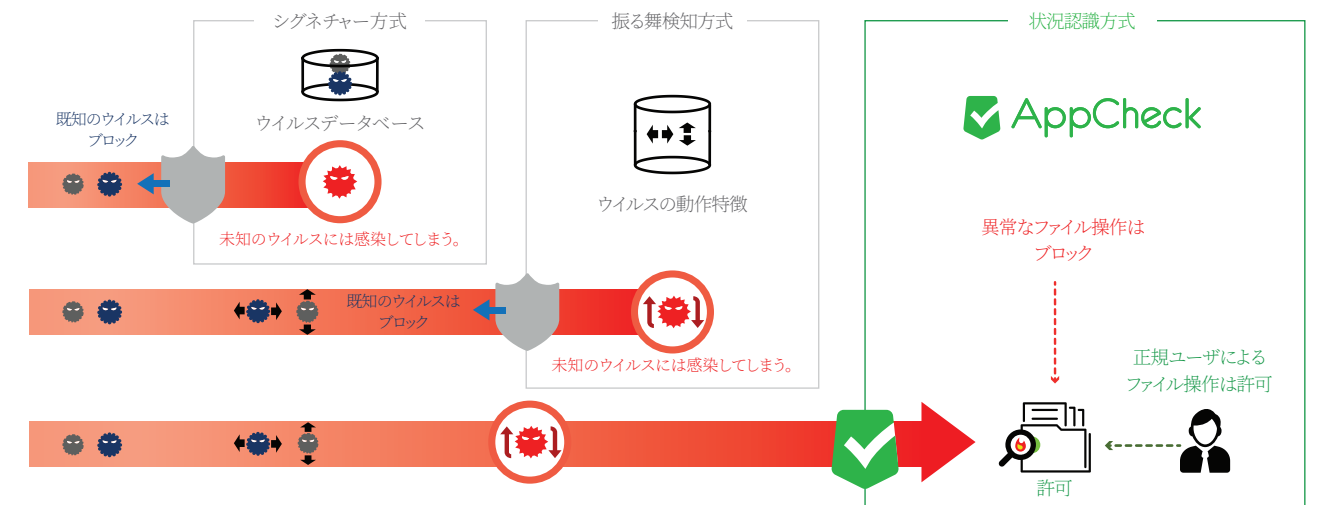 シグネチャー方式
振る舞検知方式
状況認識方式
既知のウイルスは
ブロック
ウイルスデータベース
AppCheck
ウイルスの動作特徴
未知のウイルスには感染してしまう。
異常なファイル操作は
ブロック
既知のウィルスは
ブロック
未知のウイルスには感染してしまう。
正規ユーザによる
ファイル操作は許可
許可